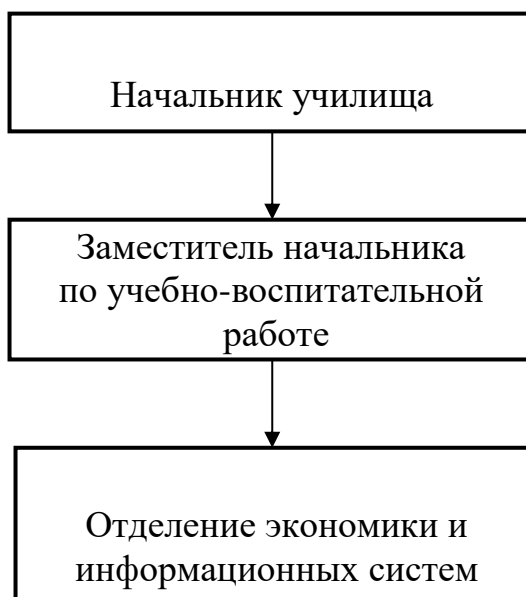 Начальник училища
Заместитель начальника
по учебно-воспитательной
работе
Отделение экономики и
информационных систем